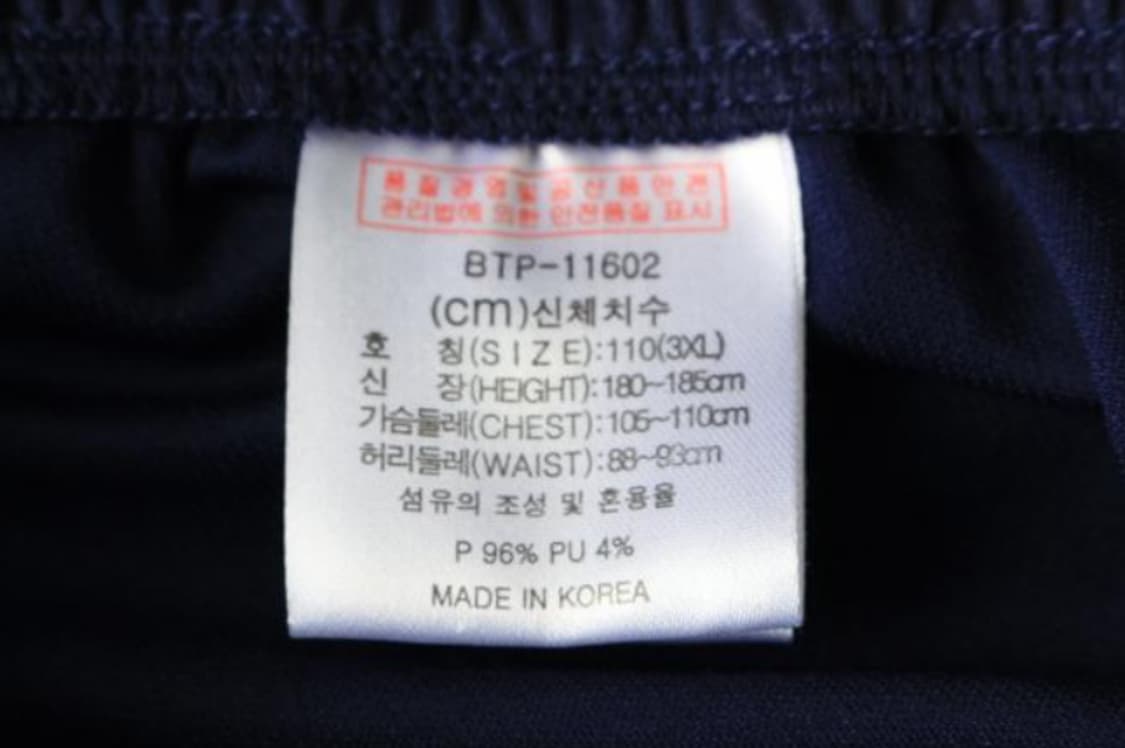 품질경영및공산품안전
관리법에 의한 안전품질 표시
BTP-11602
(cm)신체치수
호 칭(SIZE):110(3XL)
신 장(HEIGHT):180~185cm
가슴둘레(CHEST):105~110cm
허리둘레(WAIST):88~93cm
섬유의 조성 및 혼용율
P 96% PU 4%
MADE IN KOREA